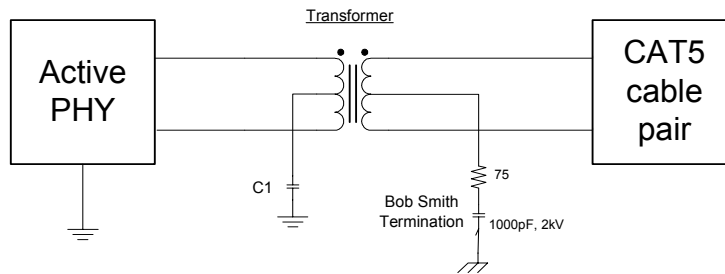 Transformer
Active
PHY
CAT5
cable
pair
C1
75
Bob Smith
Termination
1000pF, 2kV